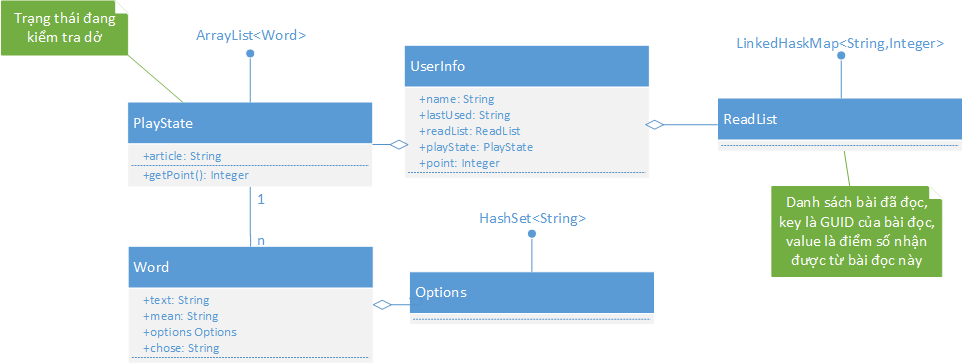 Trạng thái đang
kiểm tra dở
ArrayList<Word>
PlayState
+article: String
+getPoint(): Integer
1
n
UserInfo
+name: String
+lastUsed: String
+readList: ReadList
+playState: PlayState
+point: Integer
LinkedHaskMap<String,Integer>
ReadList
Danh sách bài đã đọc,
key là GUID của bài đọc,
value là điểm số nhận
được từ bài đọc này
Word
+text: String
+mean: String
+options Options
+chose: String
HashSet<String>
Options